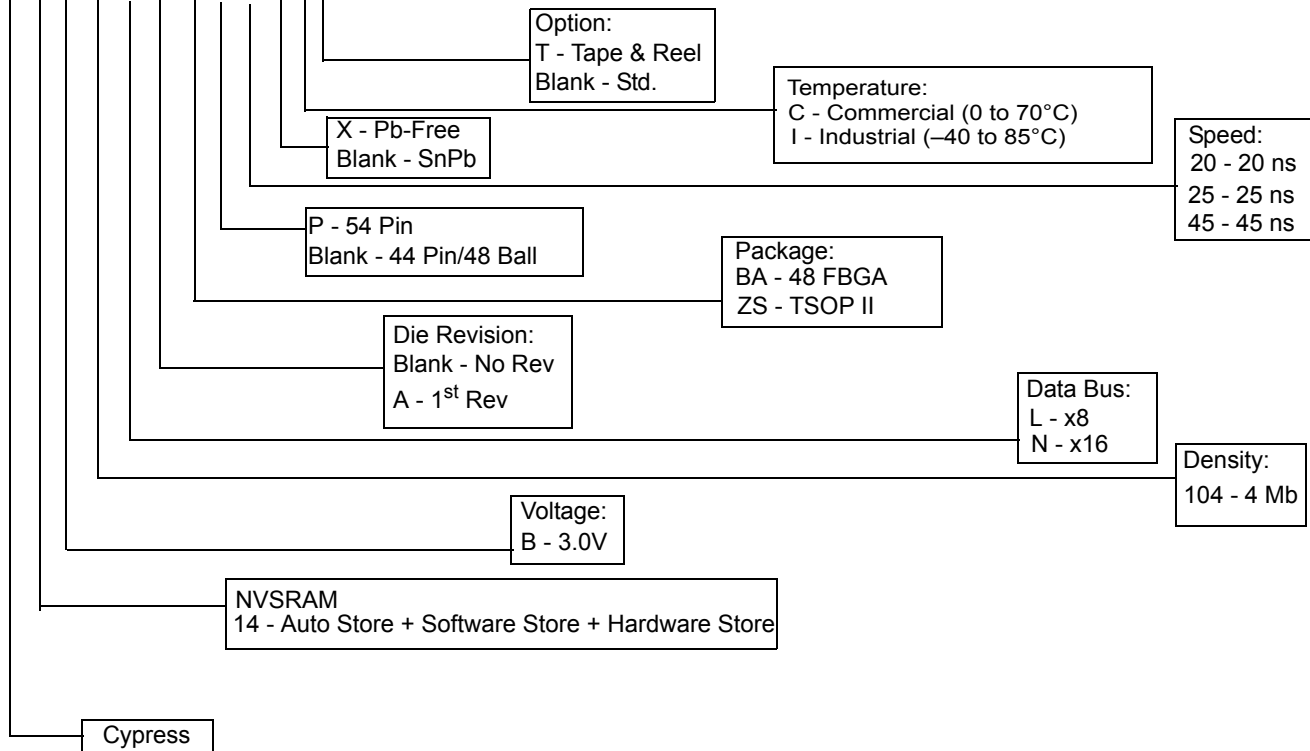 Option:
T - Tape & Reel
Blank - Std.
Temperature:
C - Commercial (0 to 70°C)
I - Industrial (–40 to 85°C)
X - Pb-Free
Blank - SnPb
Speed:
20 - 20 ns
25 - 25 ns
45 - 45 ns
P - 54 Pin
Blank - 44 Pin/48 Ball
Package:
BA - 48 FBGA
ZS - TSOP II
Die Revision:
Blank - No Rev
A - 1st Rev
Data Bus:
L - x8
N - x16
Density:
104 - 4 Mb
Voltage:
B - 3.0V
NVSRAM
14 - Auto Store + Software Store + Hardware Store
Cypress